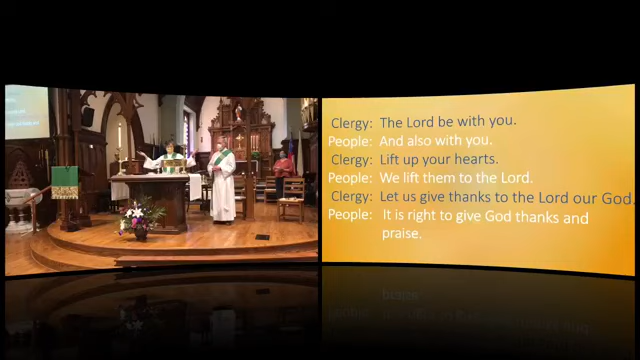 Clergy: The Lord be with you.
People: And also with you.
Clergy: Lift up your hearts.
People: We lift them to the Lord.
Clergy: Let us give thanks to the Lord our God.
People: It is right to give God thanks and
praise.